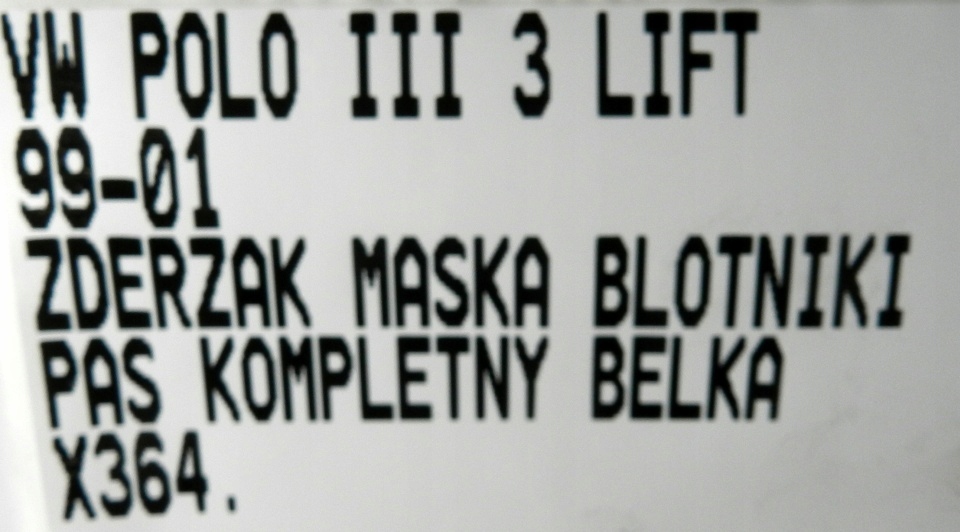 VW POLO III 3 LIFT
99-01
ZDERZAK MASKA BLOTNIKI
PAS KOMPLETNY BELKA
X364.